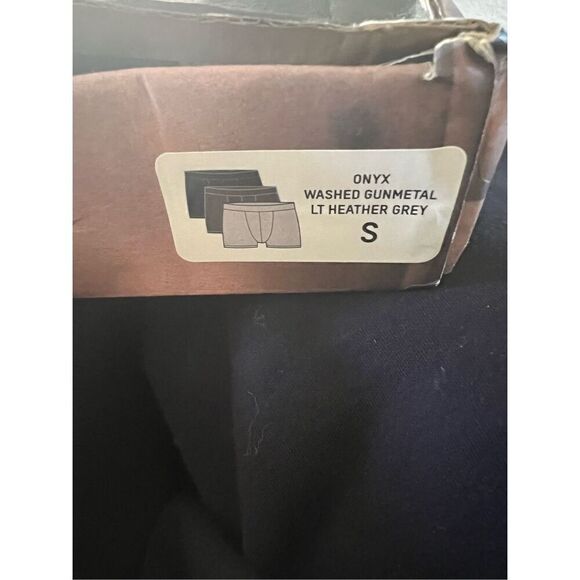 ONYX
WASHED GUNMETAL
LT HEATHER GREY
S